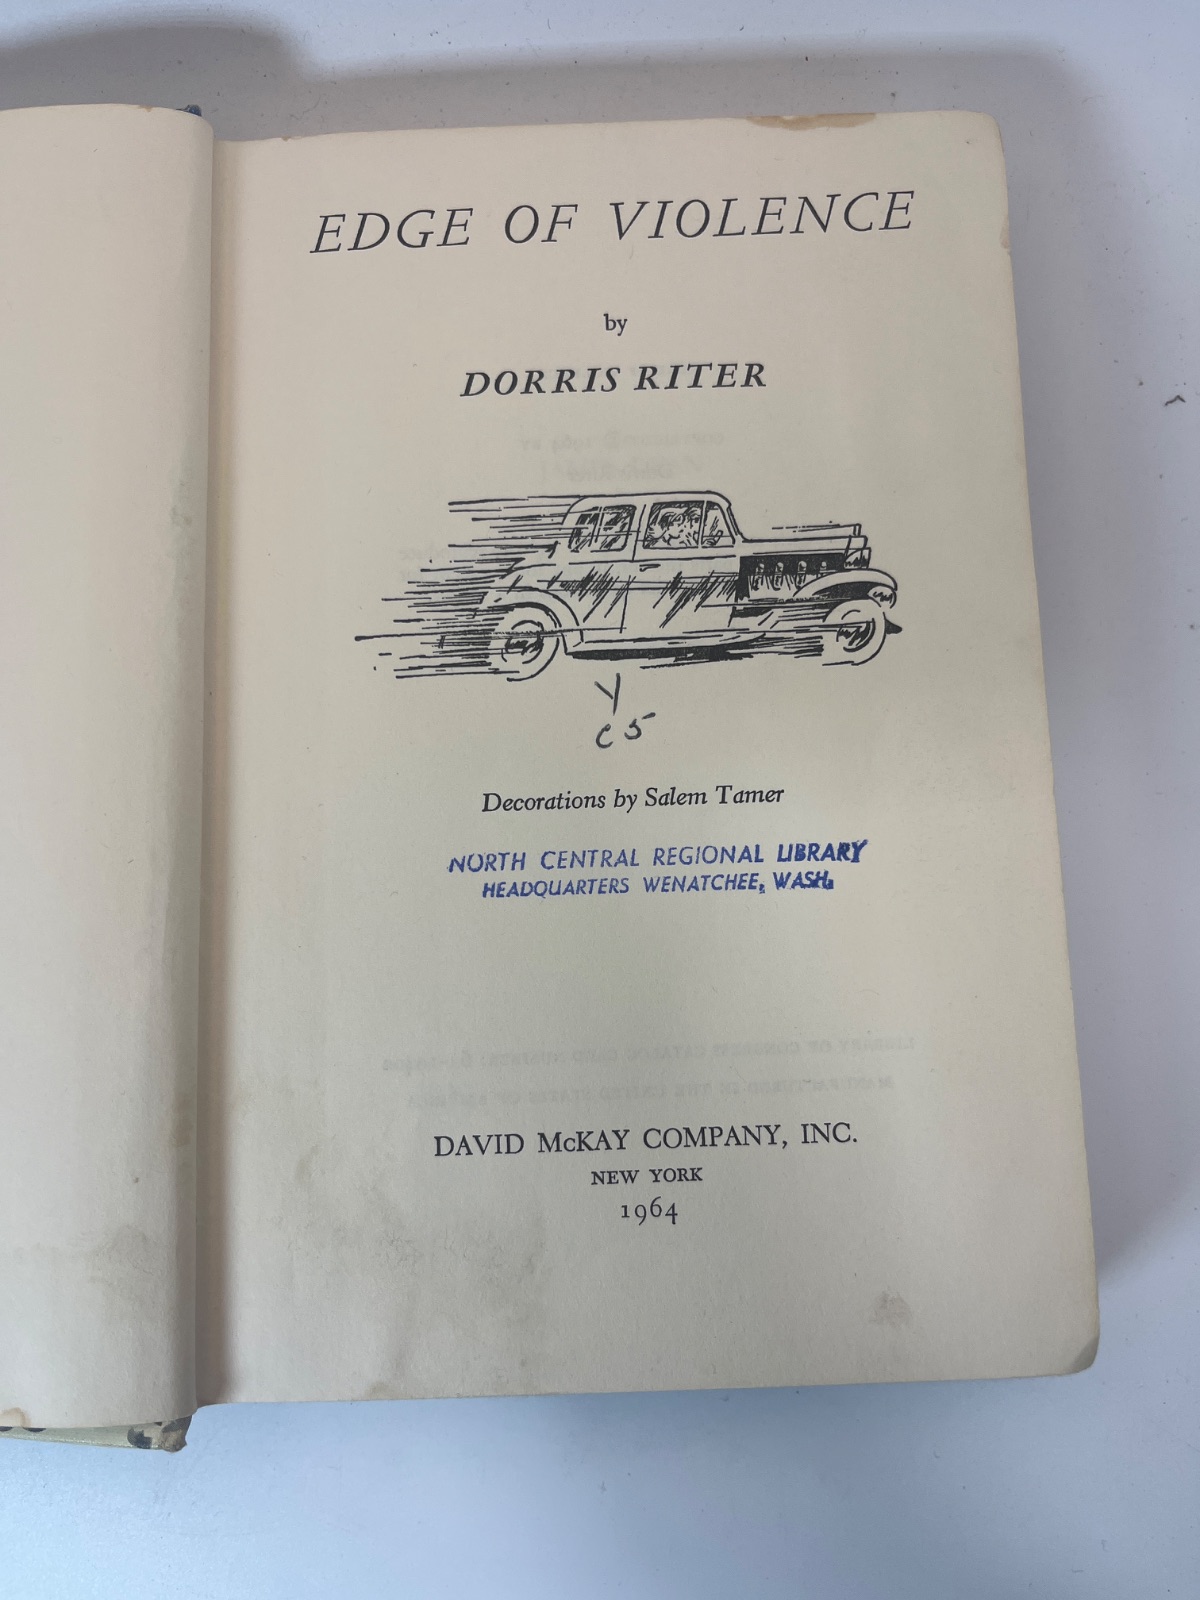 EDGE OF VIOLENCE
by
DORRIS RITER
Y
c5
Decorations by Salem Tamer
NORTH CENTRAL REGIONAL LIBRARY
HEADQUARTERS WENATCHEE, WASH.
DAVID McKAY COMPANY, INC.
NEW YORK
1964